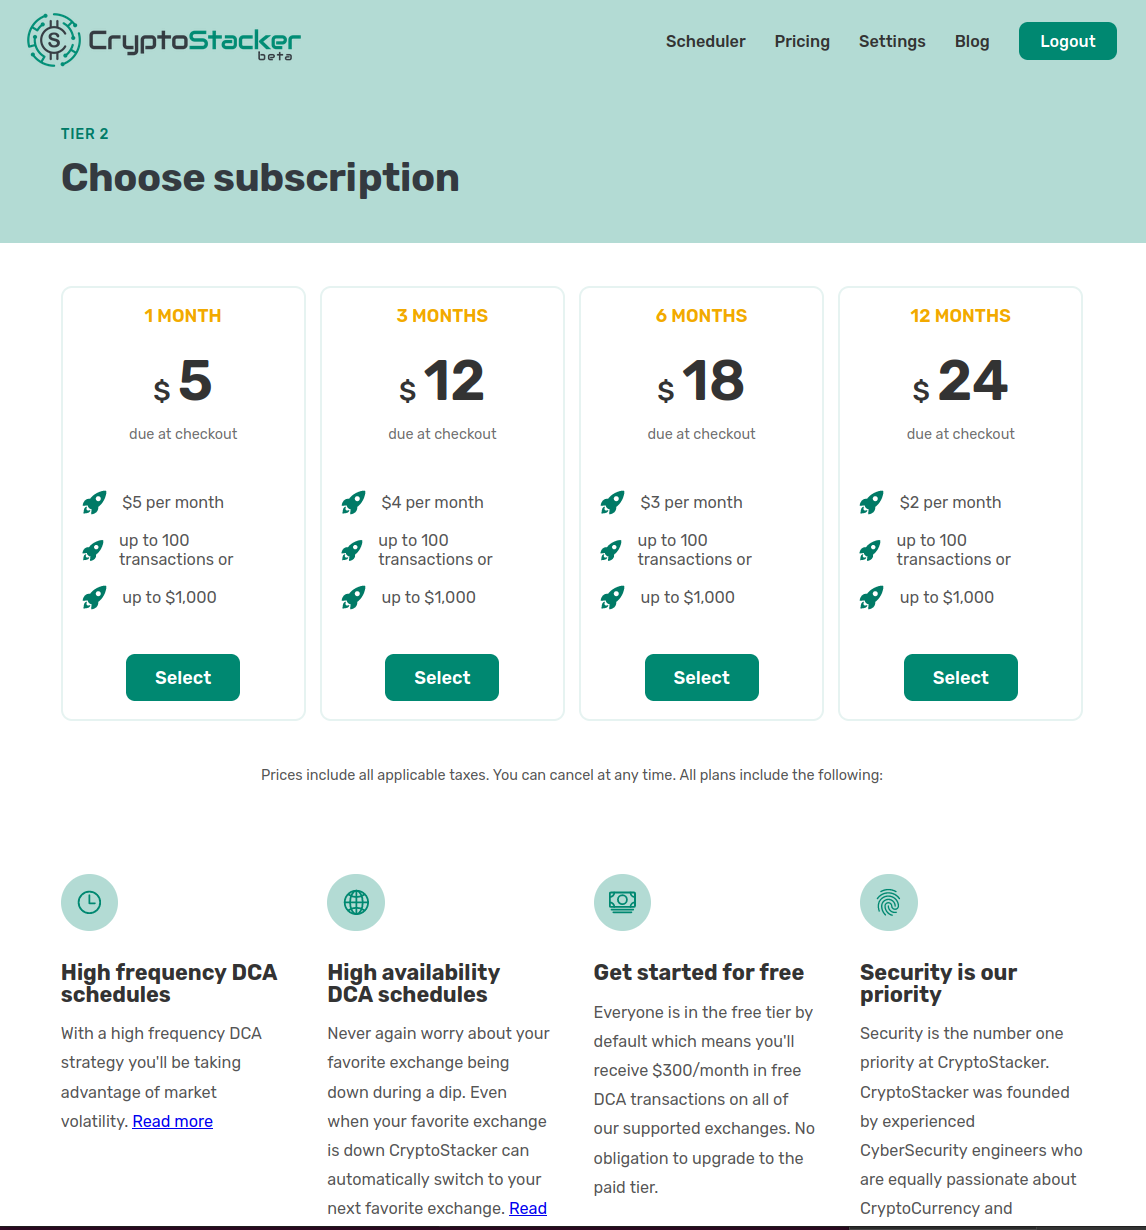 CryptoStacker
beta
Scheduler Pricing Settings Blog Logout
TIER 2
Choose subscription
1 MONTH
$ 5
due at checkout
$5 per month
up to 100
transactions or
up to $1,000
Select
3 MONTHS
$ 12
due at checkout
$4 per month
up to 100
transactions or
up to $1,000
Select
6 MONTHS
$ 18
due at checkout
$3 per month
up to 100
transactions or
up to $1,000
Select
12 MONTHS
$ 24
due at checkout
$2 per month
up to 100
transactions or
up to $1,000
Select
Prices include all applicable taxes. You can cancel at any time. All plans include the following:
High frequency DCA
schedules
With a high frequency DCA
strategy you'll be taking
advantage of market
volatility. Read more
High availability
DCA schedules
Never again worry about your
favorite exchange being
down during a dip. Even
when your favorite exchange
is down CryptoStacker can
automatically switch to your
next favorite exchange. Read
Get started for free
Everyone is in the free tier by
default which means you'll
receive $300/month in free
DCA transactions on all of
our supported exchanges. No
obligation to upgrade to the
paid tier.
Security is our
priority
Security is the number one
priority at CryptoStacker.
CryptoStacker was founded
by experienced
CyberSecurity engineers who
are equally passionate about
CryptoCurrency and